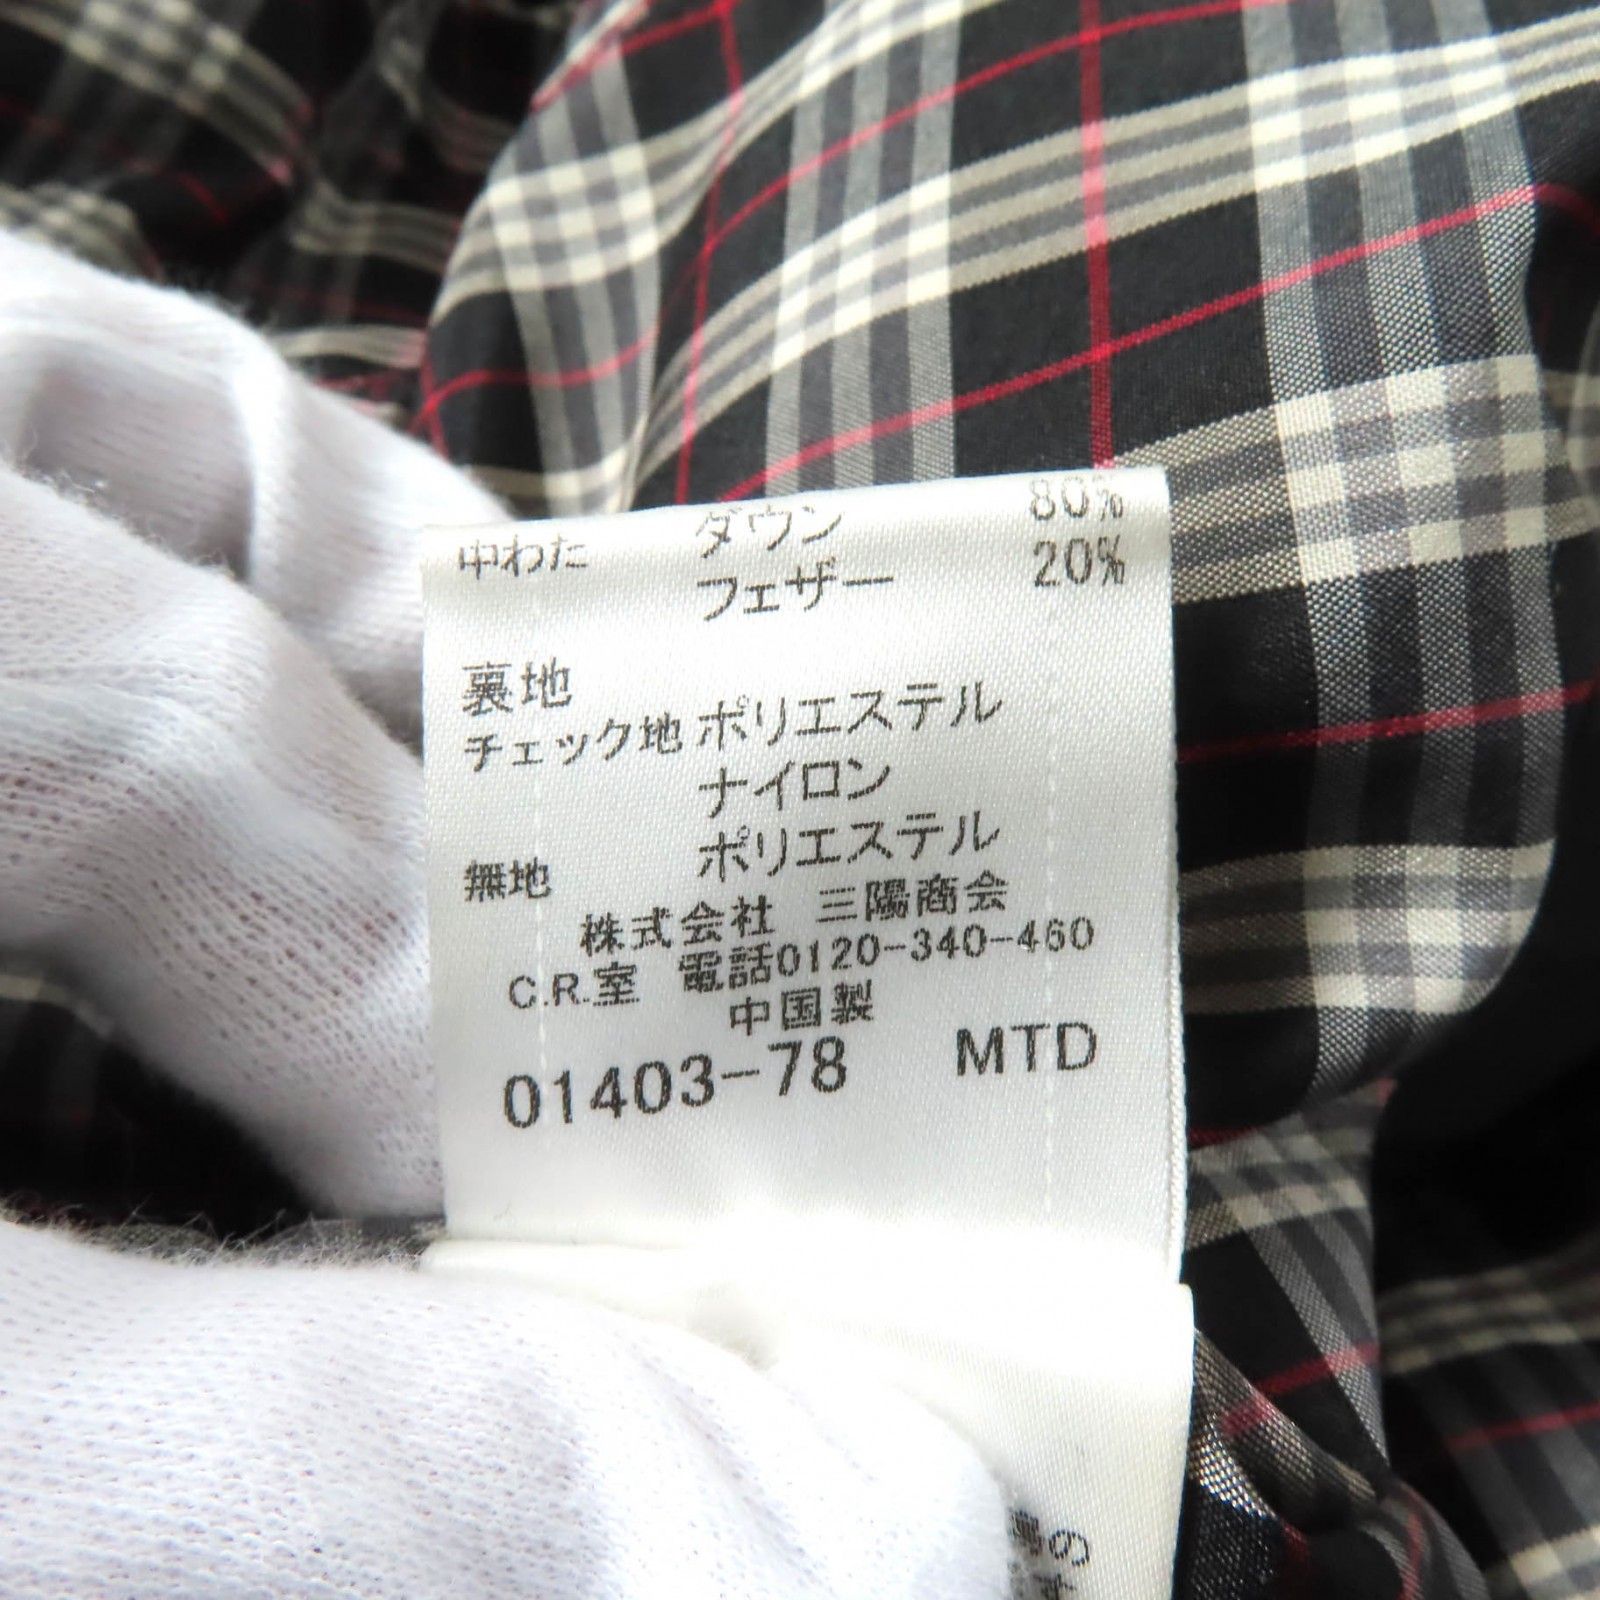 中わた ダウン 80%
フェザー 20%
裏地
チェック地 ポリエステル
ナイロン
無地 ポリエステル
株式会社 三陽商会
C.R.室 電話0120-340-460
中国製
01403-78 MTD
の